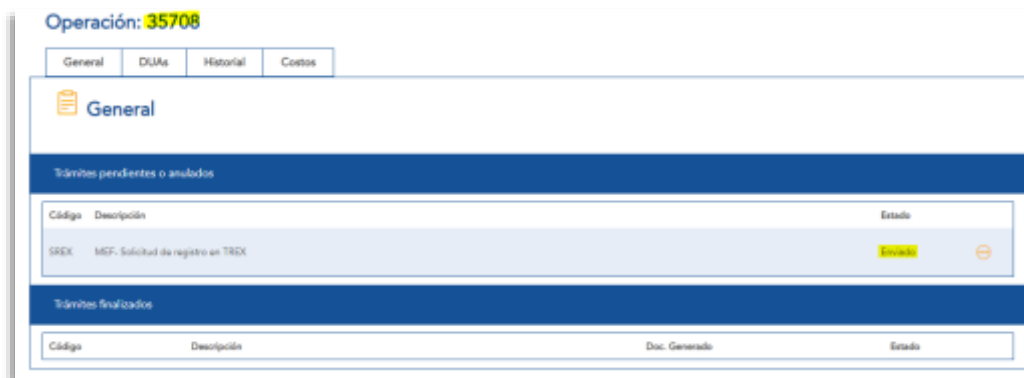 Operación: 35708
General DUAs Historial Costos
General
Trámites pendientes o anulados
Código Descripción Estado
SREX MEF- Solicitud de registro en TREX Enviado
Trámites finalizados
Código Descripción Doc. Generado Estado